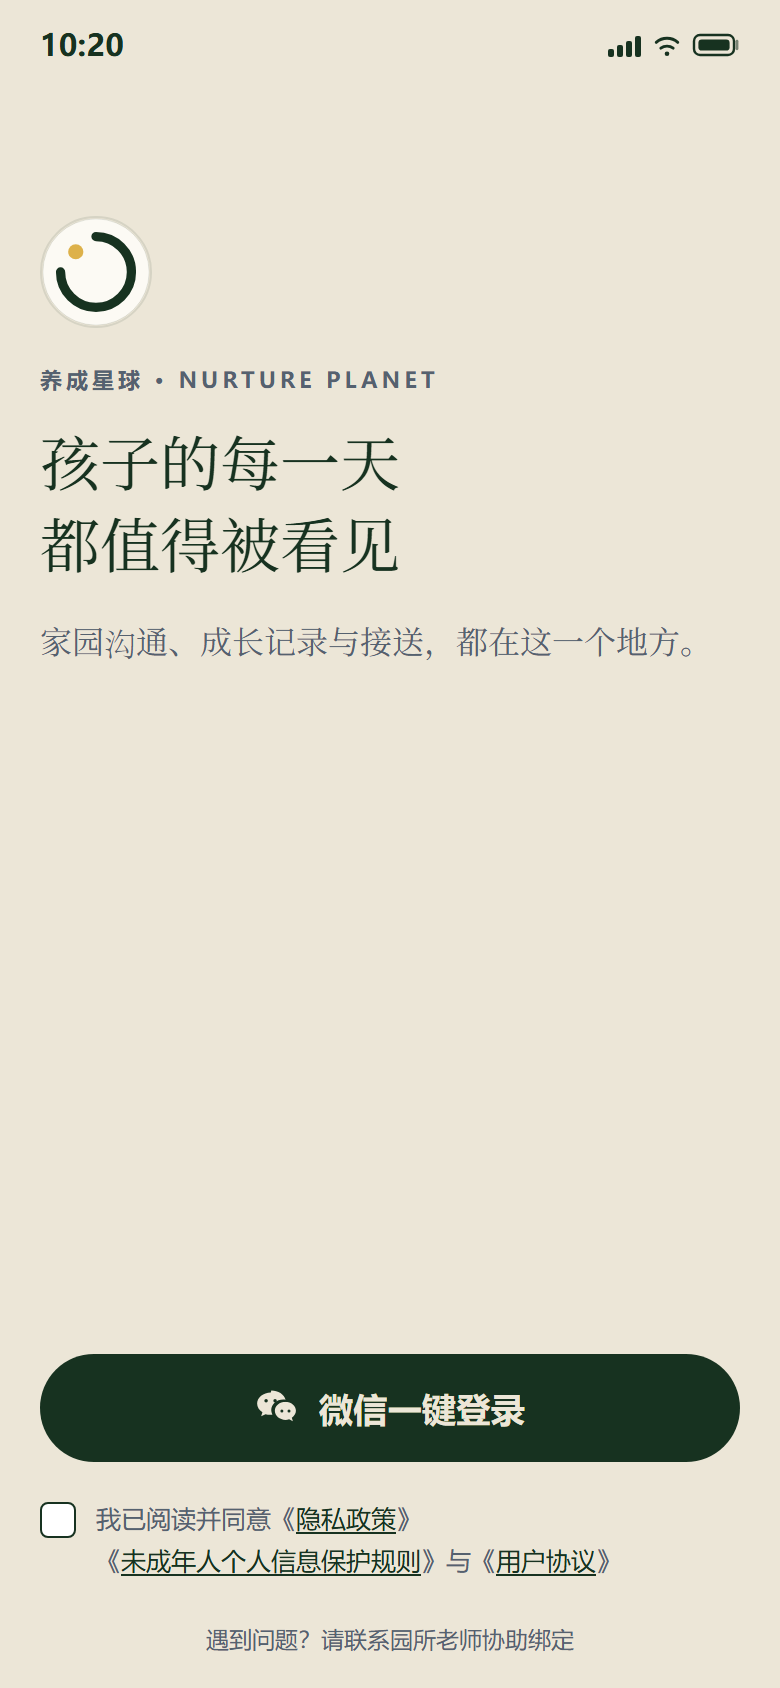 10:20
养成星球 • NURTURE PLANET
孩子的每一天
都值得被看见
家园沟通、成长记录与接送，都在这一个地方。
微信一键登录
我已阅读并同意《隐私政策》
《未成年人个人信息保护规则》与《用户协议》
遇到问题？请联系园所老师协助绑定